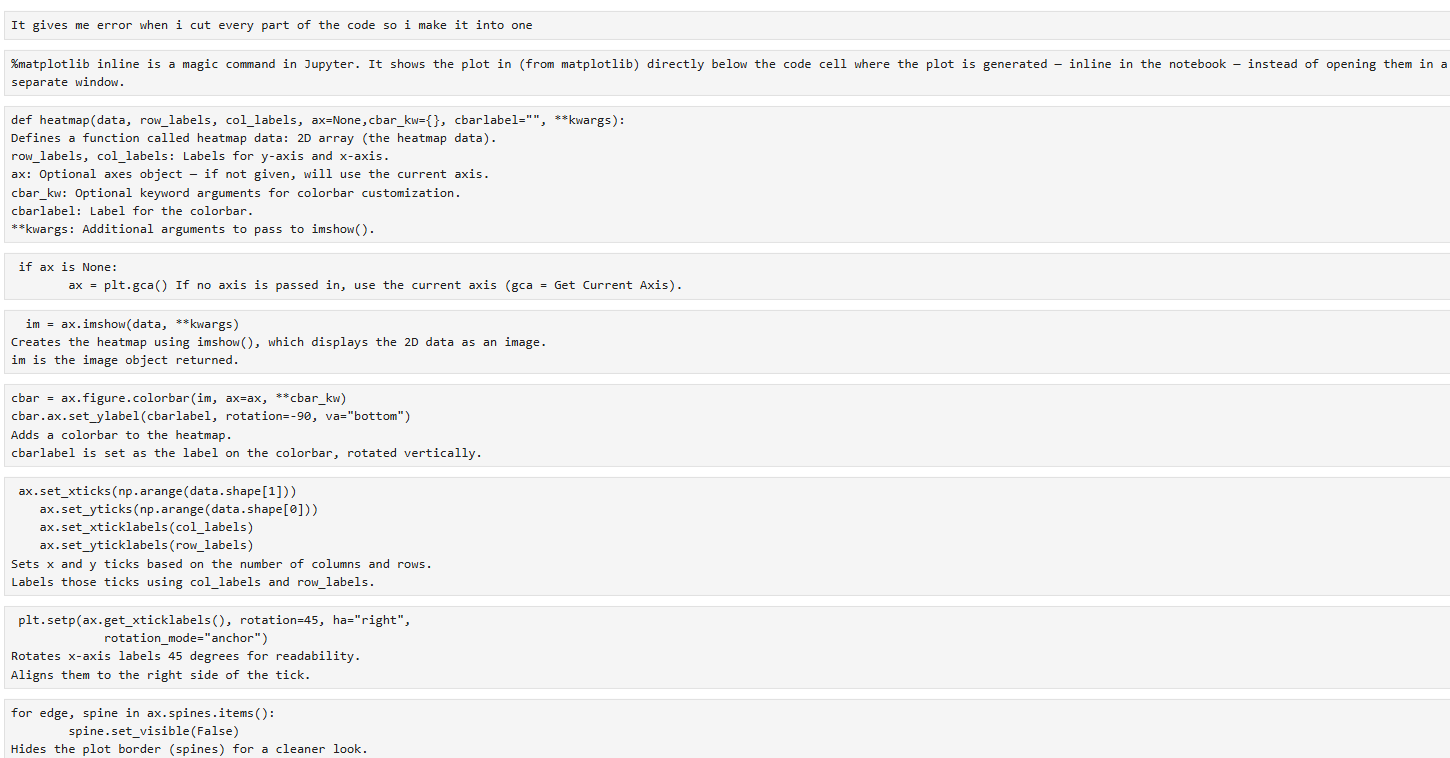 It gives me error when i cut every part of the code so i make it into one
%matplotlib inline is a magic command in Jupyter. It shows the plot in (from matplotlib) directly below the code cell where the plot is generated — inline in the notebook — instead of opening them in a
separate window.
def heatmap(data, row_labels, col_labels, ax=None,cbar_kw={}, cbarlabel="", **kwargs):
Defines a function called heatmap data: 2D array (the heatmap data).
row_labels, col_labels: Labels for y-axis and x-axis.
ax: Optional axes object — if not given, will use the current axis.
cbar_kw: Optional keyword arguments for colorbar customization.
cbarlabel: Label for the colorbar.
**kwargs: Additional arguments to pass to imshow().
 if ax is None:
        ax = plt.gca() If no axis is passed in, use the current axis (gca = Get Current Axis).
  im = ax.imshow(data, **kwargs)
Creates the heatmap using imshow(), which displays the 2D data as an image.
im is the image object returned.
cbar = ax.figure.colorbar(im, ax=ax, **cbar_kw)
cbar.ax.set_ylabel(cbarlabel, rotation=-90, va="bottom")
Adds a colorbar to the heatmap.
cbarlabel is set as the label on the colorbar, rotated vertically.
 ax.set_xticks(np.arange(data.shape[1]))
    ax.set_yticks(np.arange(data.shape[0]))
    ax.set_xticklabels(col_labels)
    ax.set_yticklabels(row_labels)
Sets x and y ticks based on the number of columns and rows.
Labels those ticks using col_labels and row_labels.
 plt.setp(ax.get_xticklabels(), rotation=45, ha="right",
             rotation_mode="anchor")
Rotates x-axis labels 45 degrees for readability.
Aligns them to the right side of the tick.
for edge, spine in ax.spines.items():
        spine.set_visible(False)
Hides the plot border (spines) for a cleaner look.